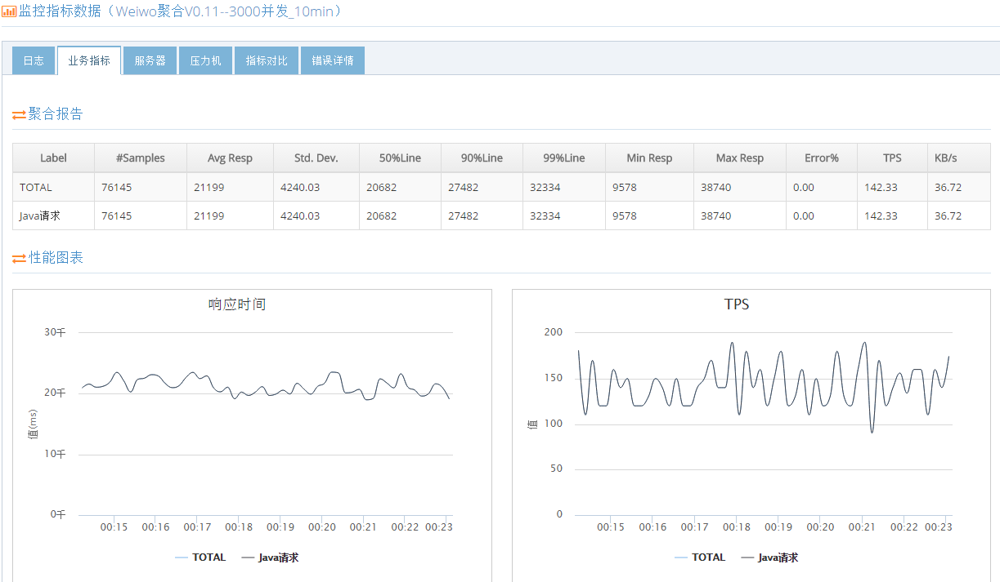 监控指标数据（Weiwo聚合V0.11--3000并发_10min）
日志 业务指标 服务器 压力机 指标对比 错误详情
聚合报告
Label #Samples Avg Resp Std. Dev. 50%Line 90%Line 99%Line Min Resp Max Resp Error% TPS KB/s
TOTAL 76145 21199 4240.03 20682 27482 32334 9578 38740 0.00 142.33 36.72
Java请求 76145 21199 4240.03 20682 27482 32334 9578 38740 0.00 142.33 36.72
性能图表
响应时间
30千
20千
10千
0千
值(ms)
00:15 00:16 00:17 00:18 00:19 00:20 00:21 00:22 00:23
TOTAL Java请求
TPS
200
150
100
50
0
值
00:15 00:16 00:17 00:18 00:19 00:20 00:21 00:22 00:23
TOTAL Java请求